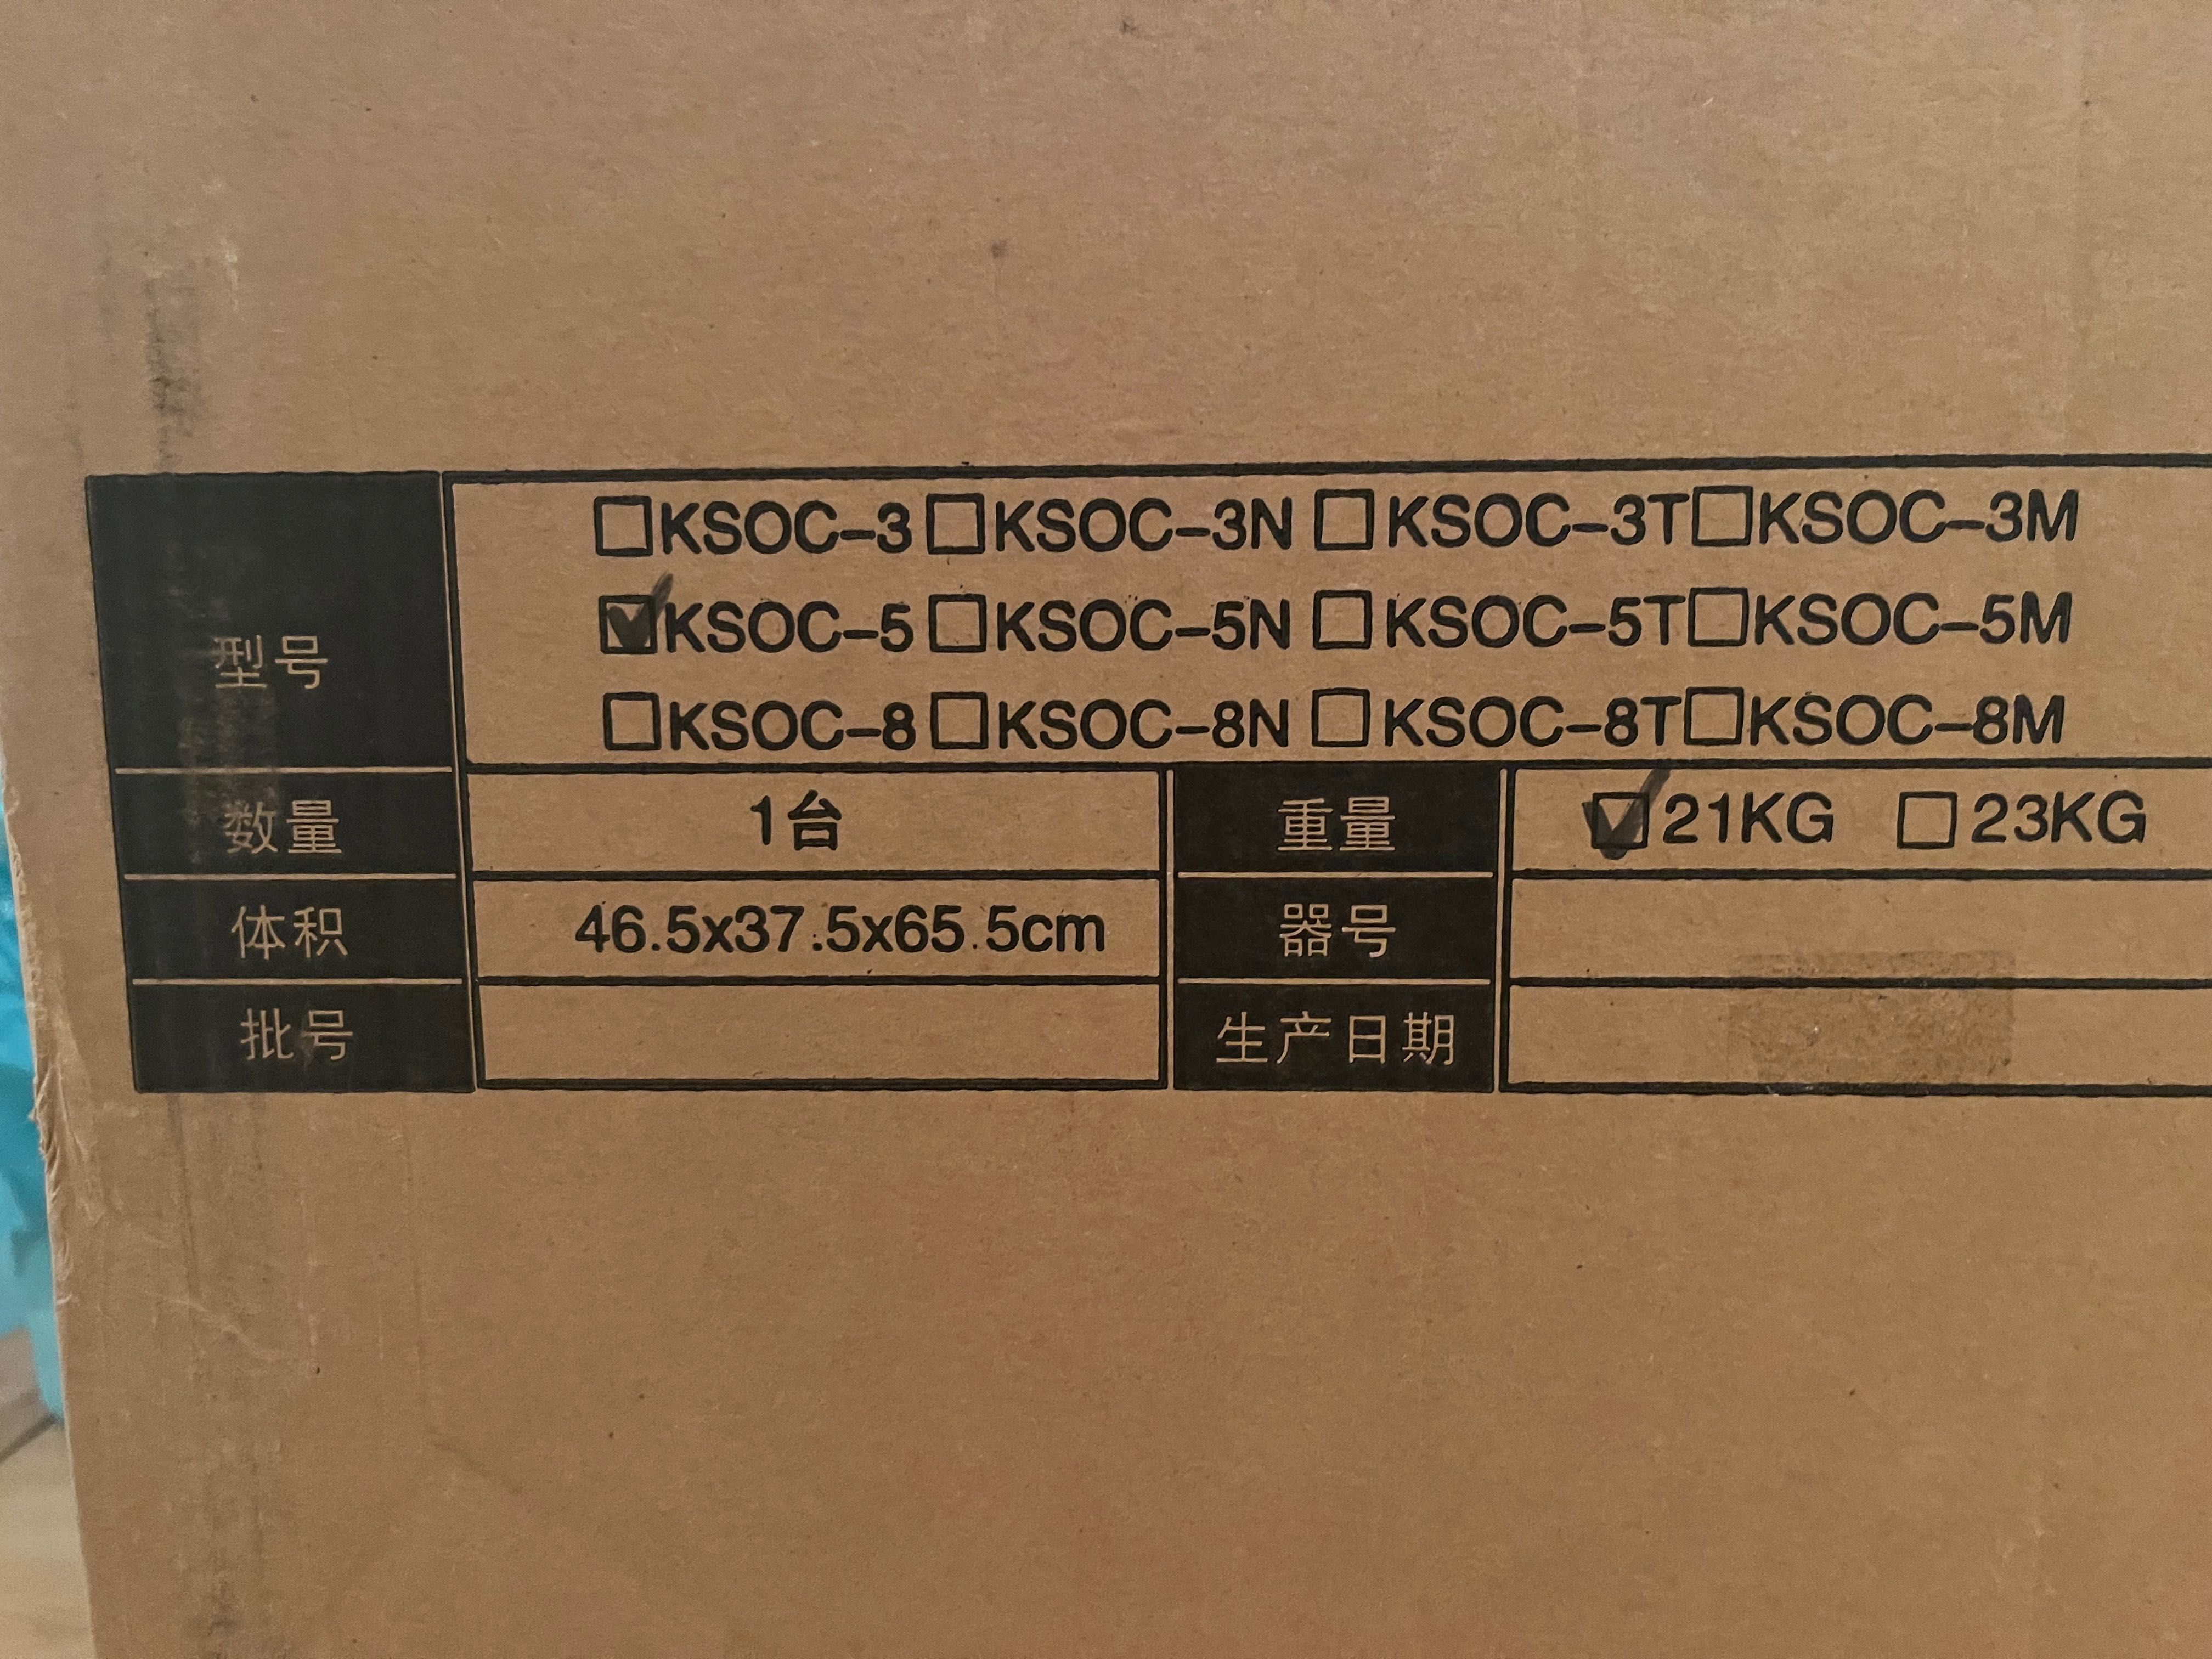 型号
☐KSOC-3 ☐KSOC-3N ☐KSOC-3T ☐KSOC-3M
☑KSOC-5 ☐KSOC-5N ☐KSOC-5T ☐KSOC-5M
☐KSOC-8 ☐KSOC-8N ☐KSOC-8T ☐KSOC-8M
数量 1台 重量 ☑21KG ☐23KG
体积 46.5x37.5x65.5cm 器号
批号 生产日期